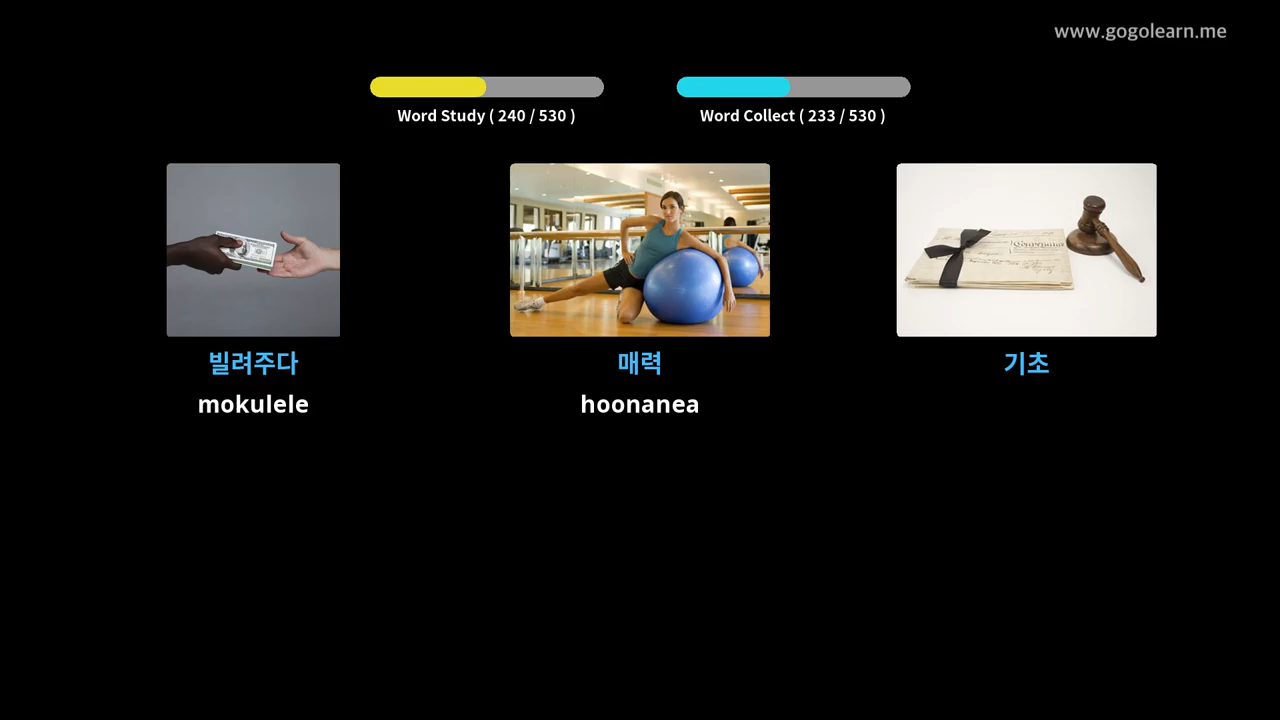 www.gogolearn.me
Word Study ( 240 / 530 )
Word Collect ( 233 / 530 )
빌려주다
매력
기초
mokulele
hoonanea